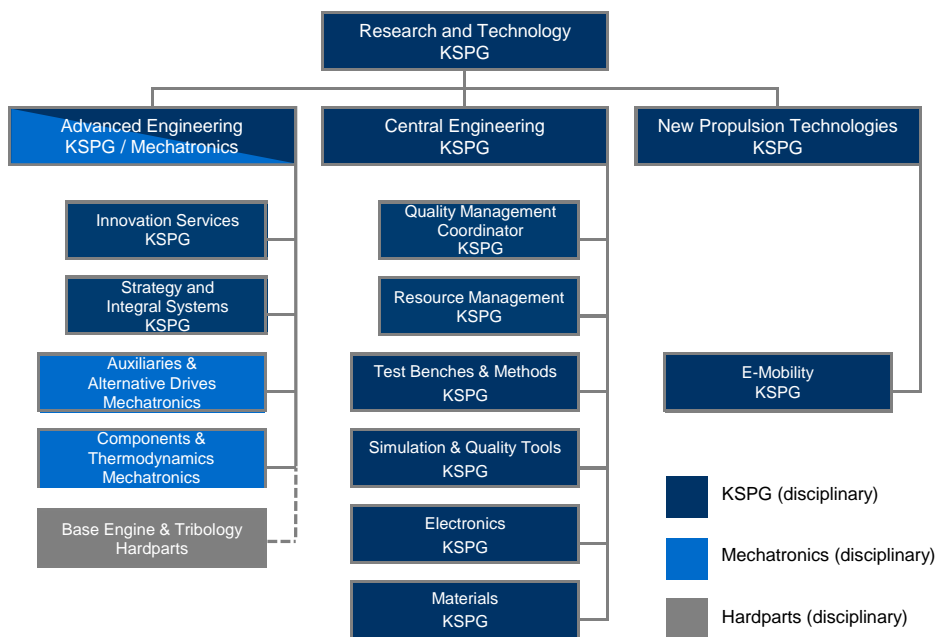 Research and Technology
KSPG
Advanced Engineering
KSPG / Mechatronics
Central Engineering
KSPG
New Propulsion Technologies
KSPG
Innovation Services
KSPG
Strategy and
Integral Systems
KSPG
Auxiliaries &
Alternative Drives
Mechatronics
Components &
Thermodynamics
Mechatronics
Base Engine & Tribology
Hardparts
Quality Management
Coordinator
KSPG
Resource Management
KSPG
Test Benches & Methods
KSPG
Simulation & Quality Tools
KSPG
Electronics
KSPG
Materials
KSPG
E-Mobility
KSPG
KSPG (disciplinary)
Mechatronics (disciplinary)
Hardparts (disciplinary)